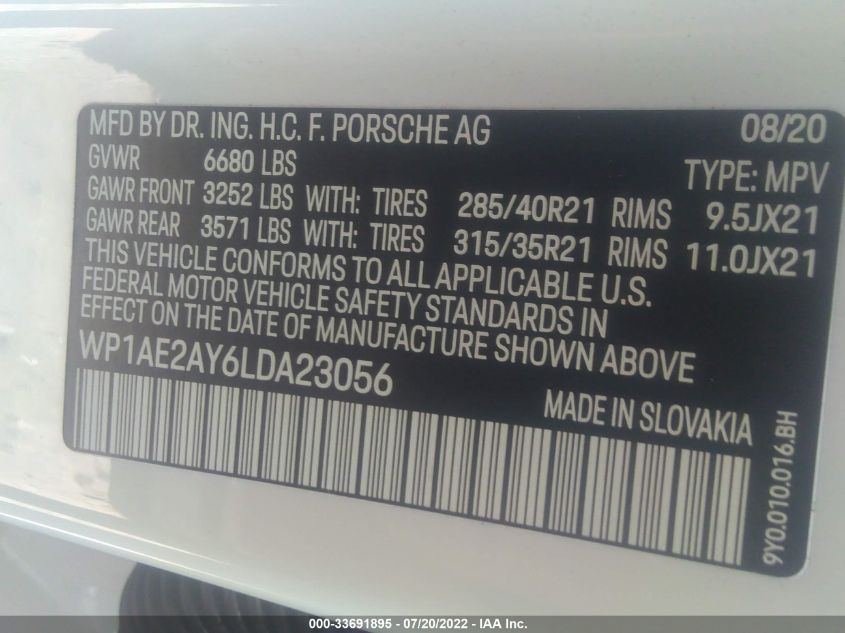 MFD BY DR. ING. H.C. F. PORSCHE AG 08/20
GVWR 6680 LBS TYPE: MPV
GAWR FRONT 3252 LBS WITH: TIRES 285/40R21 RIMS 9.5JX21
GAWR REAR 3571 LBS WITH: TIRES 315/35R21 RIMS 11.0JX21
THIS VEHICLE CONFORMS TO ALL APPLICABLE U.S.
FEDERAL MOTOR VEHICLE SAFETY STANDARDS IN
EFFECT ON THE DATE OF MANUFACTURE SHOWN ABOVE
WP1AE2AY6LDA23056
MADE IN SLOVAKIA
9Y0.010.016.BH
000-33691895 - 07/20/2022 - IAA Inc.